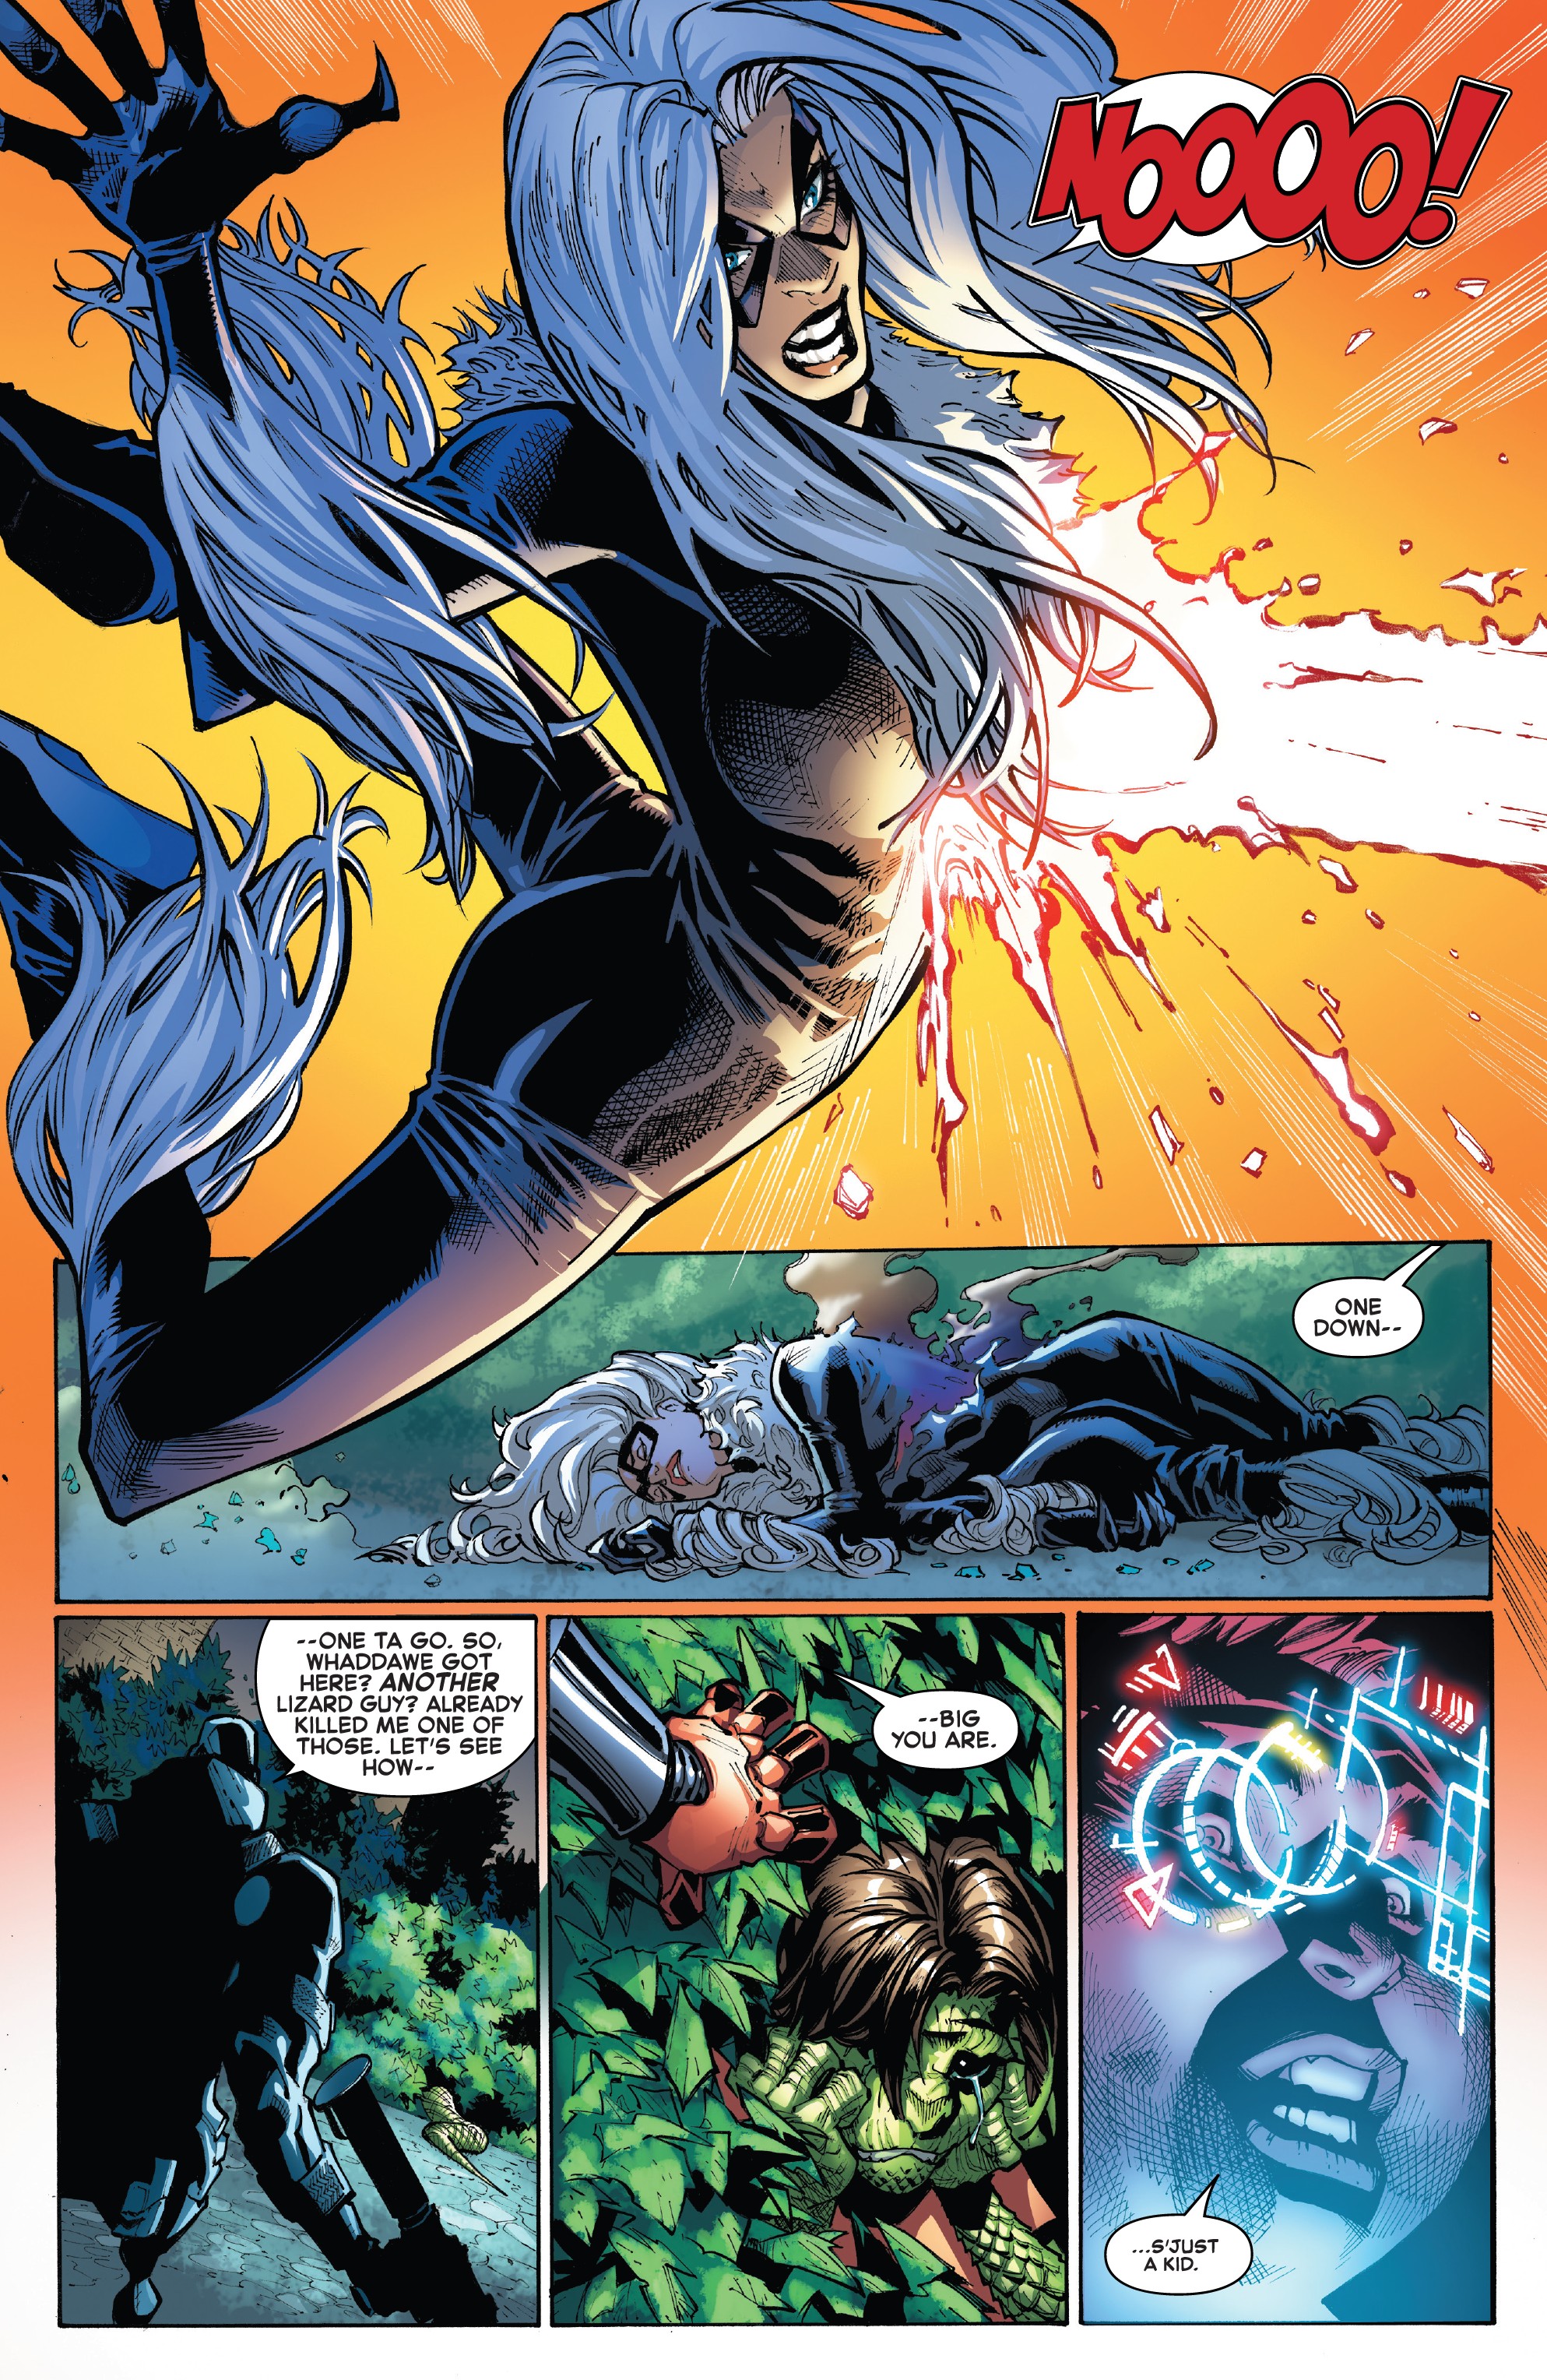 NOOOO!
ONE
DOWN--
--ONE TA GO. SO,
WHADDAWE GOT
HERE? ANOTHER
LIZARD GUY? ALREADY
KILLED ME ONE OF
THOSE. LET'S SEE
HOW--
--BIG
YOU ARE.
...S'JUST
A KID.